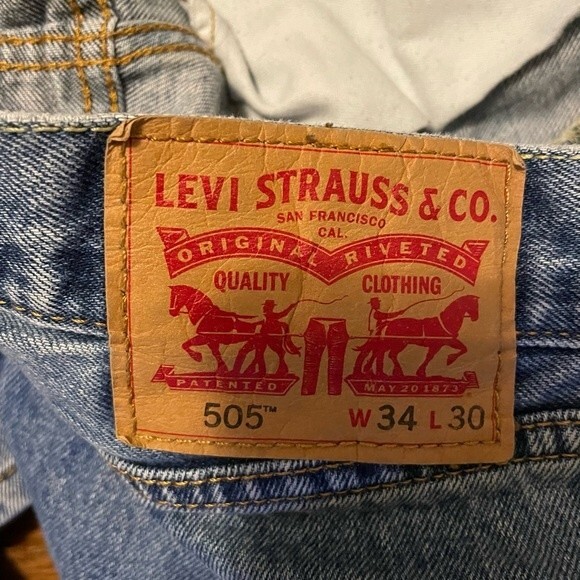 LEVI STRAUSS & CO.
SAN FRANCISCO
CAL.
ORIGINAL RIVETED
QUALITY CLOTHING
PATENTED MAY 20 1873
505™ W 34 L 30